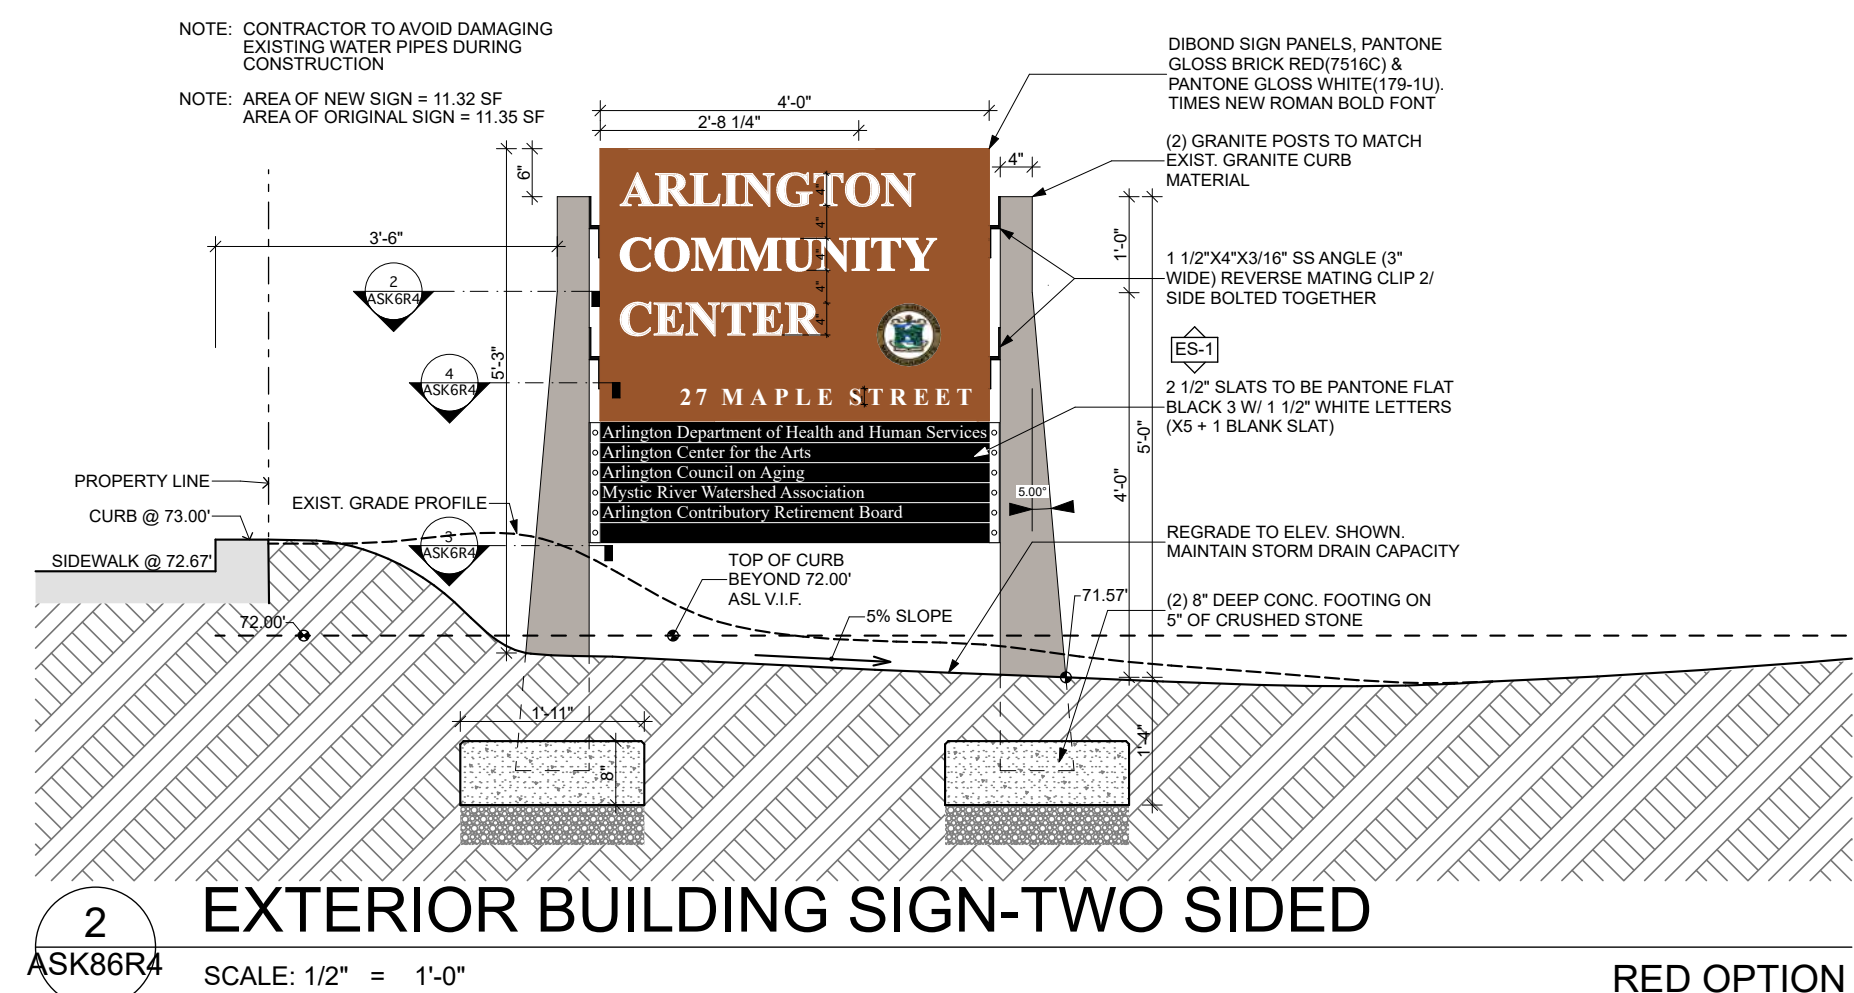 NOTE: CONTRACTOR TO AVOID DAMAGING
EXISTING WATER PIPES DURING
CONSTRUCTION
NOTE: AREA OF NEW SIGN = 11.32 SF
AREA OF ORIGINAL SIGN = 11.35 SF
4'-0"
2'-8 1/4"
6"
4"
3'-6"
5'-3"
2
ASK6R4
4
ASK6R4
3
ASK6R4
ARLINGTON
COMMUNITY
CENTER
4"
4"
4"
4"
4"
27 MAPLE STREET
Arlington Department of Health and Human Services
Arlington Center for the Arts
Arlington Council on Aging
Mystic River Watershed Association
Arlington Contributory Retirement Board
DIBOND SIGN PANELS, PANTONE
GLOSS BRICK RED(7516C) &
PANTONE GLOSS WHITE(179-1U).
TIMES NEW ROMAN BOLD FONT
(2) GRANITE POSTS TO MATCH
EXIST. GRANITE CURB
MATERIAL
1'-0"
1 1/2"X4"X3/16" SS ANGLE (3"
WIDE) REVERSE MATING CLIP 2/
SIDE BOLTED TOGETHER
ES-1
2 1/2" SLATS TO BE PANTONE FLAT
BLACK 3 W/ 1 1/2" WHITE LETTERS
(X5 + 1 BLANK SLAT)
5'-0"
4'-0"
5.00°
REGRADE TO ELEV. SHOWN.
MAINTAIN STORM DRAIN CAPACITY
(2) 8" DEEP CONC. FOOTING ON
5" OF CRUSHED STONE
PROPERTY LINE
CURB @ 73.00'
SIDEWALK @ 72.67'
EXIST. GRADE PROFILE
TOP OF CURB
BEYOND 72.00'
ASL V.I.F.
71.57'
5% SLOPE
72.00'
1'-11"
8"
1'-4"
2
ASK86R4
EXTERIOR BUILDING SIGN-TWO SIDED
SCALE: 1/2" = 1'-0"
RED OPTION